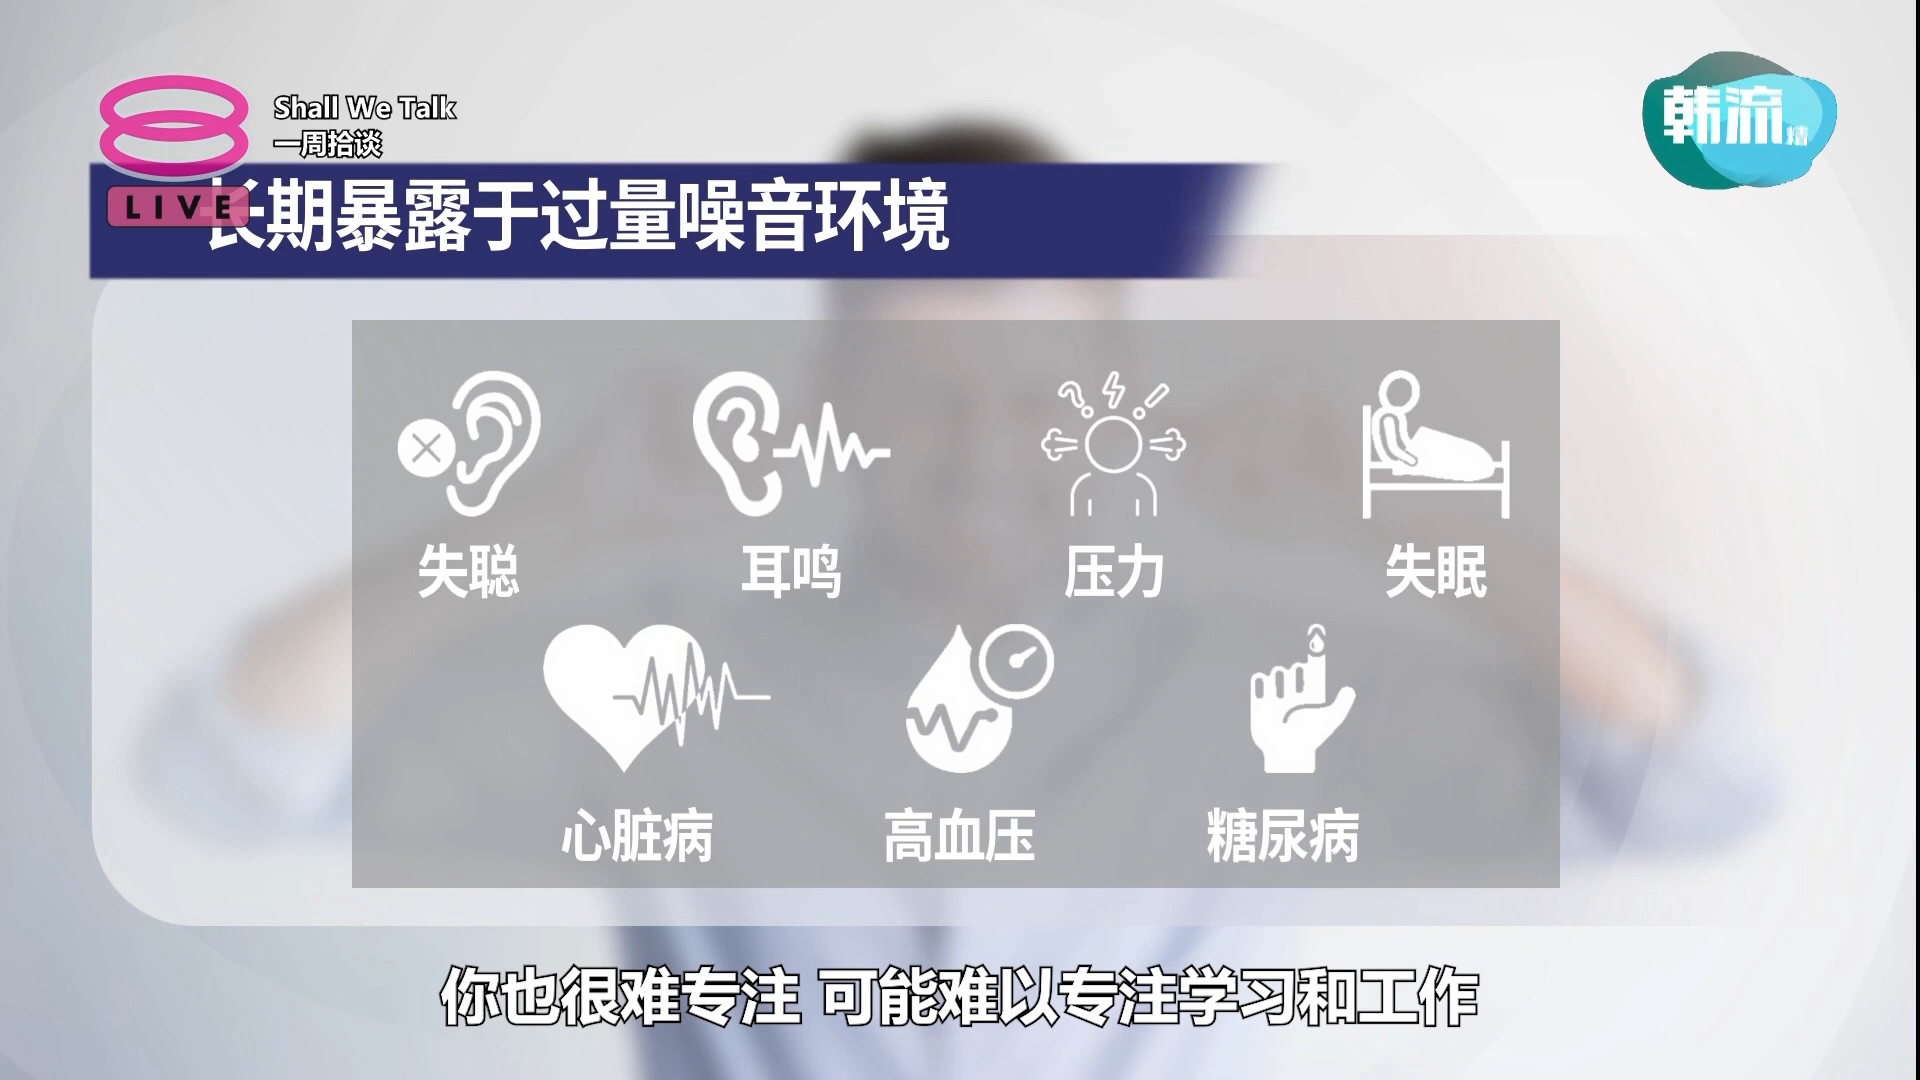 Shall We Talk
一周拾谈
韩流
LIVE
长期暴露于过量噪音环境
失聪
耳鸣
压力
失眠
心脏病
高血压
糖尿病
你也很难专注 可能难以专注学习和工作